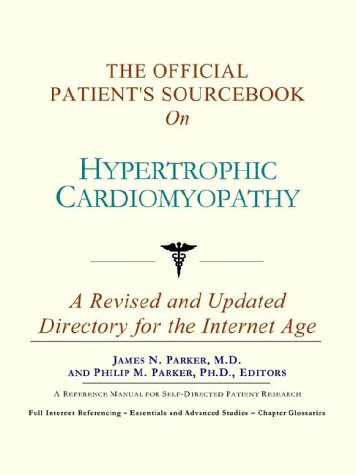 THE OFFICIAL
PATIENT'S SOURCEBOOK
On
HYPERTROPHIC
CARDIOMYOPATHY
A Revised and Updated
Directory for the Internet Age
JAMES N. PARKER, M.D.
AND PHILIP M. PARKER, PH.D., EDITORS
A REFERENCE MANUAL FOR SELF-DIRECTED PATIENT RESEARCH
Full Internet Referencing – Essentials and Advanced Studies – Chapter Glossaries